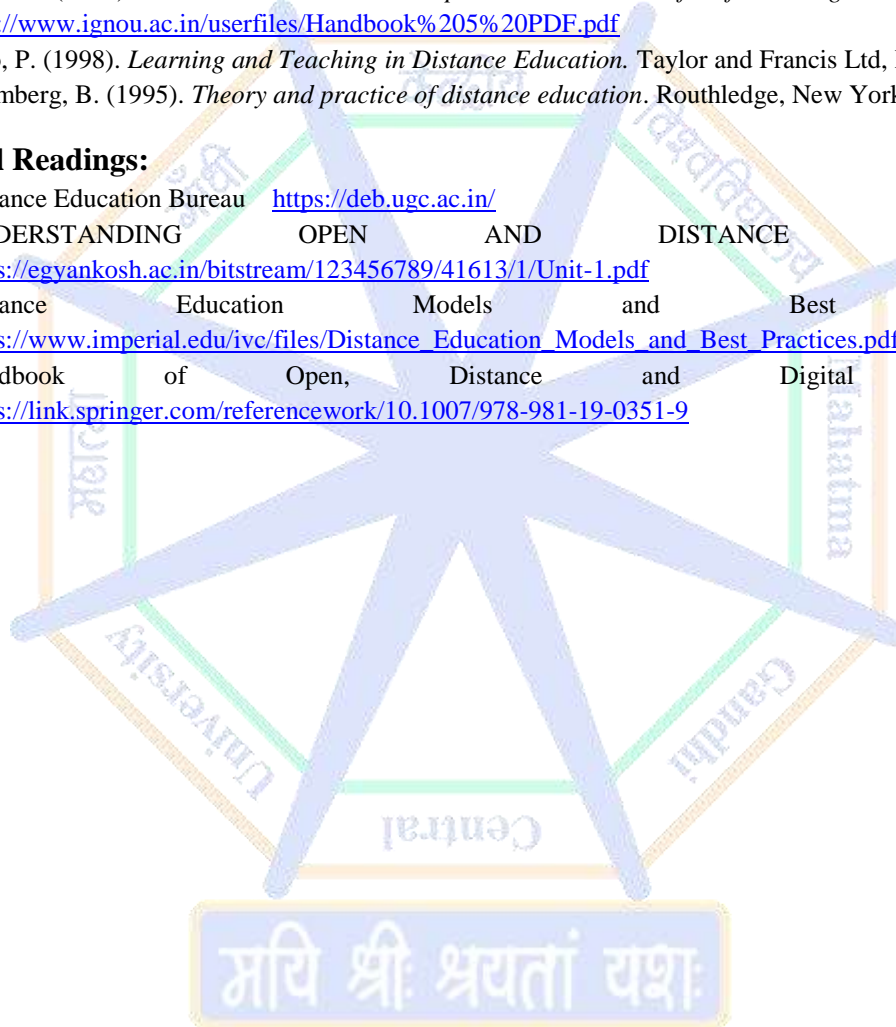 ://www.ignou.ac.in/userfiles/Handbook%205%20PDF.pdf
, P. (1998). Learning and Teaching in Distance Education. Taylor and Francis Ltd,
mberg, B. (1995). Theory and practice of distance education. Routhledge, New York
l Readings:
ance Education Bureau https://deb.ugc.ac.in/
DERSTANDING OPEN AND DISTANCE
s://egyankosh.ac.in/bitstream/123456789/41613/1/Unit-1.pdf
ance Education Models and Best
s://www.imperial.edu/ivc/files/Distance_Education_Models_and_Best_Practices.pdf
dbook of Open, Distance and Digital
s://link.springer.com/referencework/10.1007/978-981-19-0351-9
केन्द्रीय
विश्वविद्यालय
गाँधी
महात्मा
Mahatma
Gandhi
Central
University
मयि श्रीः श्रयतां यशः